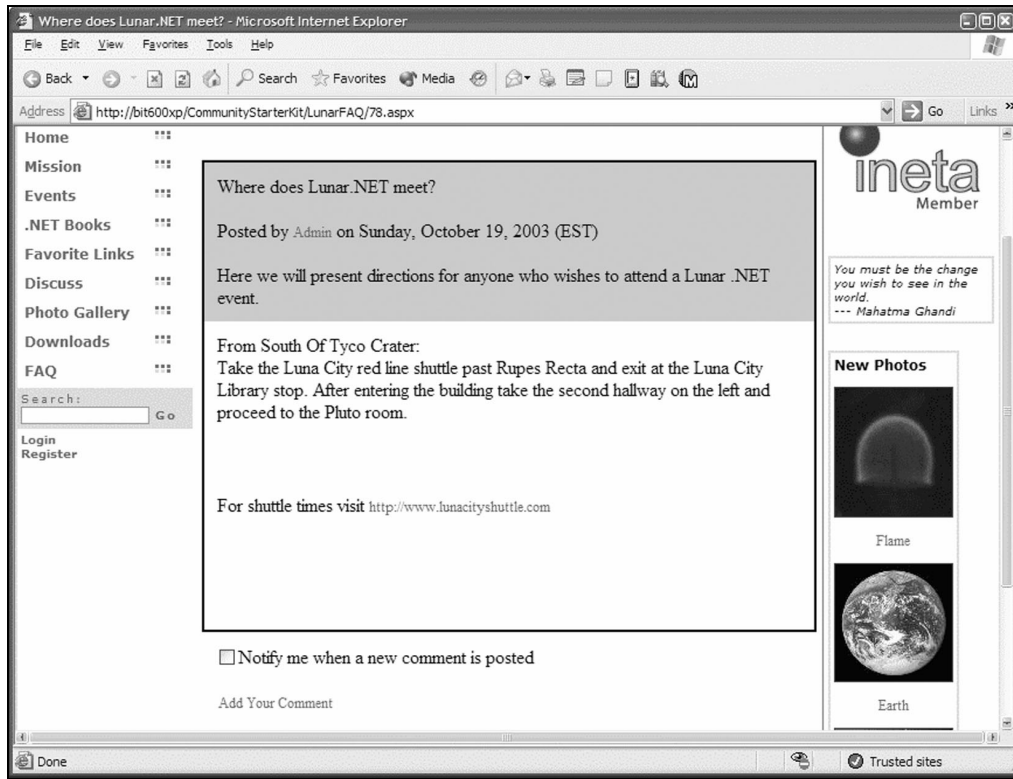 Where does Lunar.NET meet? - Microsoft Internet Explorer
File Edit View Favorites Tools Help
Back Search Favorites Media
Address http://bit600xp/CommunityStarterKit/LunarFAQ/78.aspx Go Links »
Home
Mission
Events
.NET Books
Favorite Links
Discuss
Photo Gallery
Downloads
FAQ
Search:
Go
Login
Register
Where does Lunar.NET meet?
Posted by Admin on Sunday, October 19, 2003 (EST)
Here we will present directions for anyone who wishes to attend a Lunar .NET
event.
From South Of Tyco Crater:
Take the Luna City red line shuttle past Rupes Recta and exit at the Luna City
Library stop. After entering the building take the second hallway on the left and
proceed to the Pluto room.
For shuttle times visit http://www.lunacityshuttle.com
Notify me when a new comment is posted
Add Your Comment
ineta
Member
You must be the change
you wish to see in the
world.
--- Mahatma Ghandi
New Photos
Flame
Earth
Done
Trusted sites